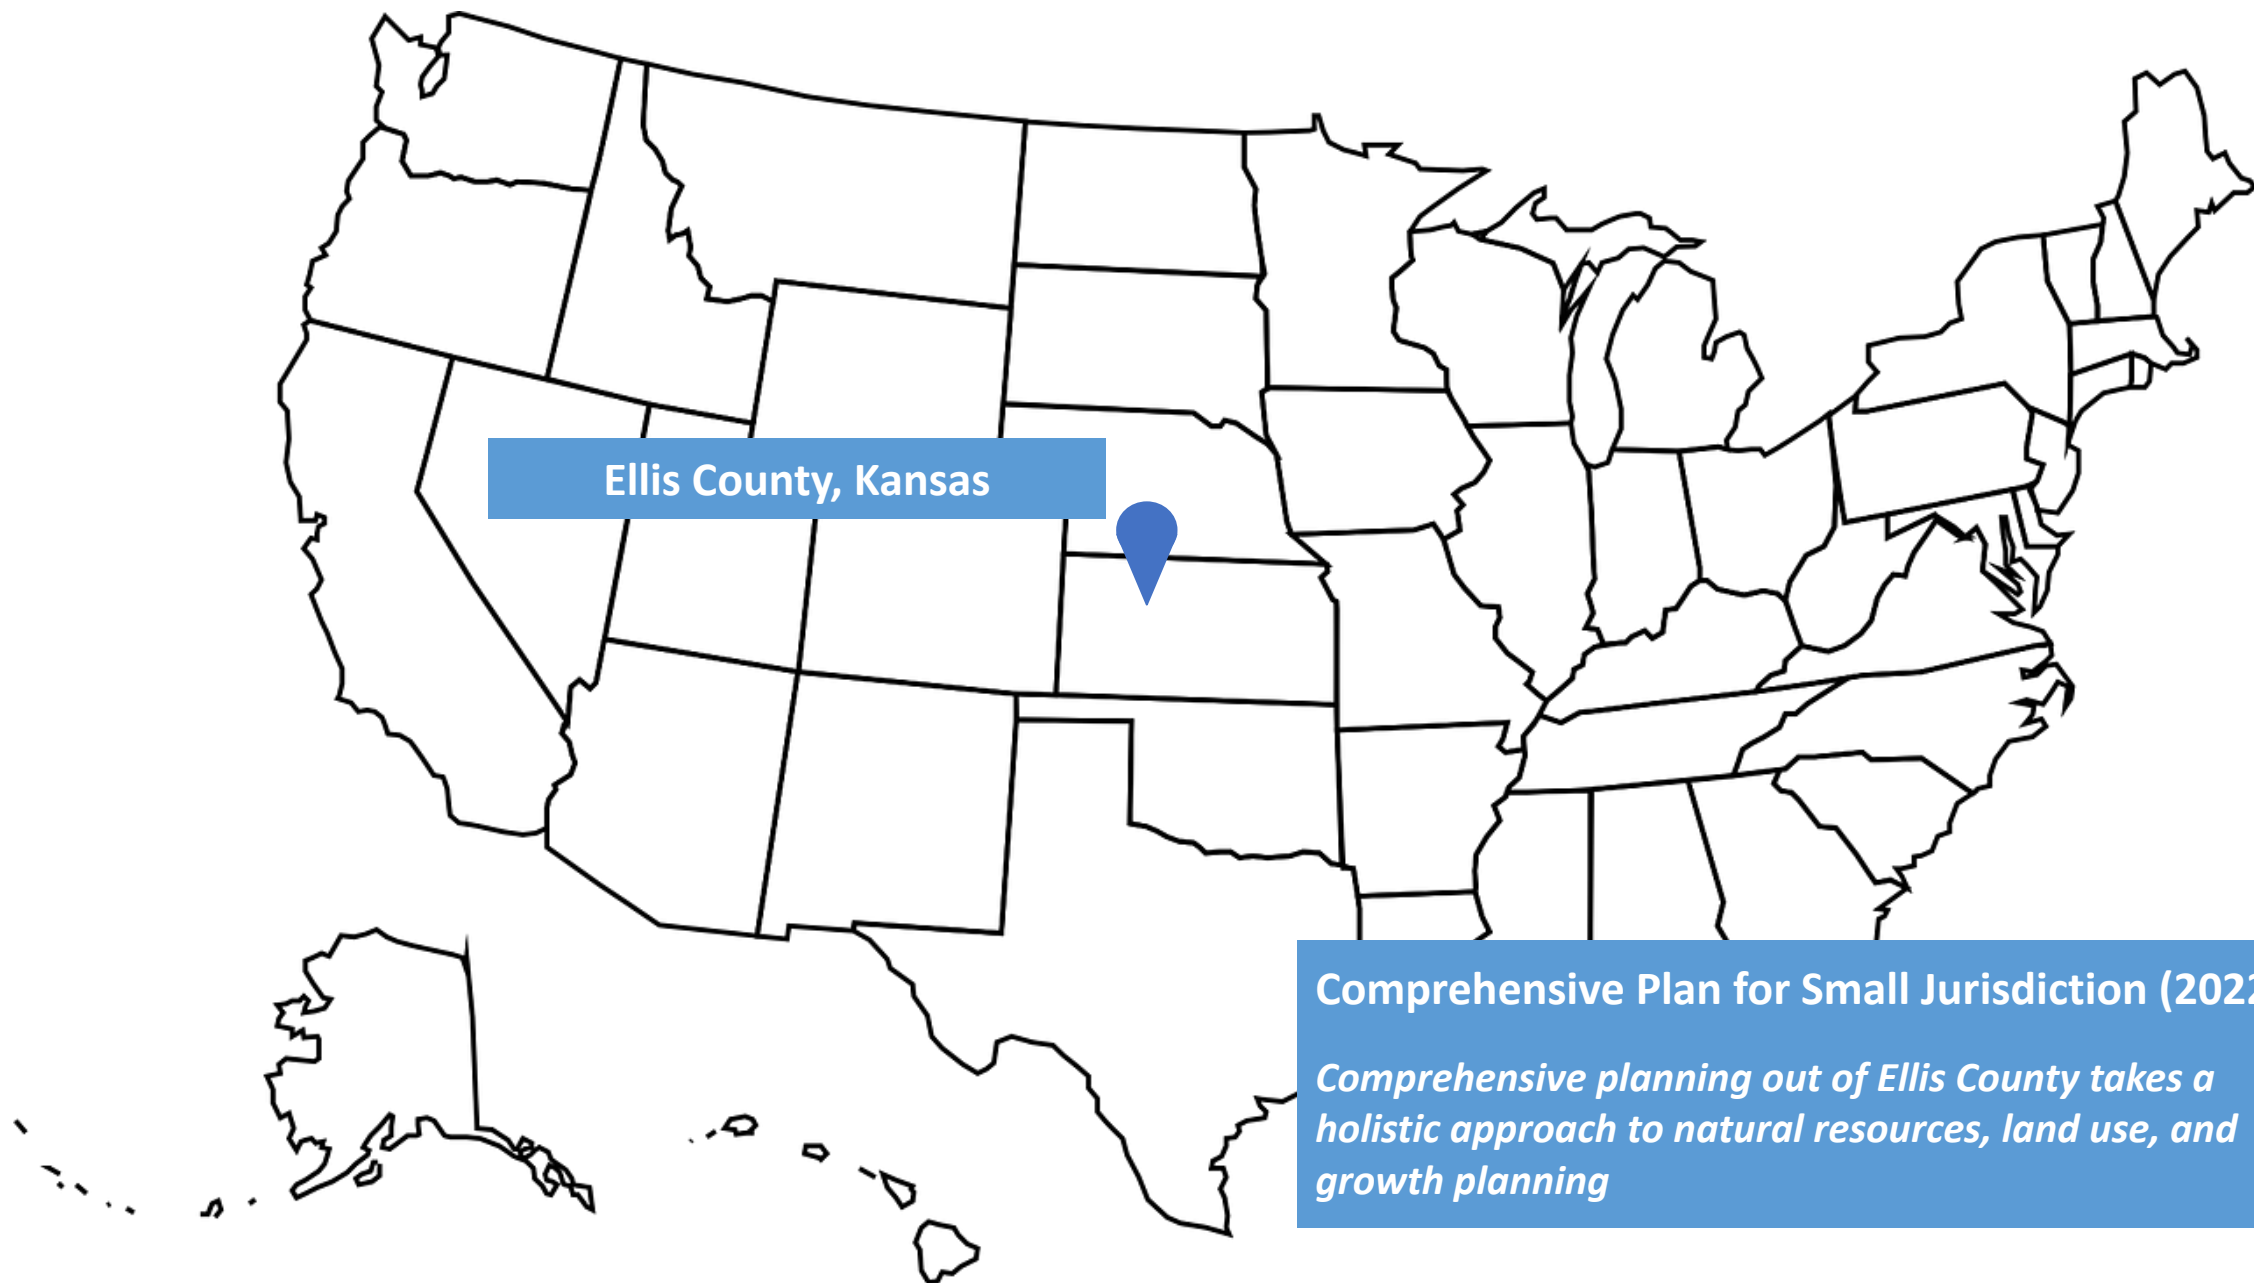 Ellis County, Kansas
Comprehensive Plan for Small Jurisdiction (2022
Comprehensive planning out of Ellis County takes a
holistic approach to natural resources, land use, and
growth planning